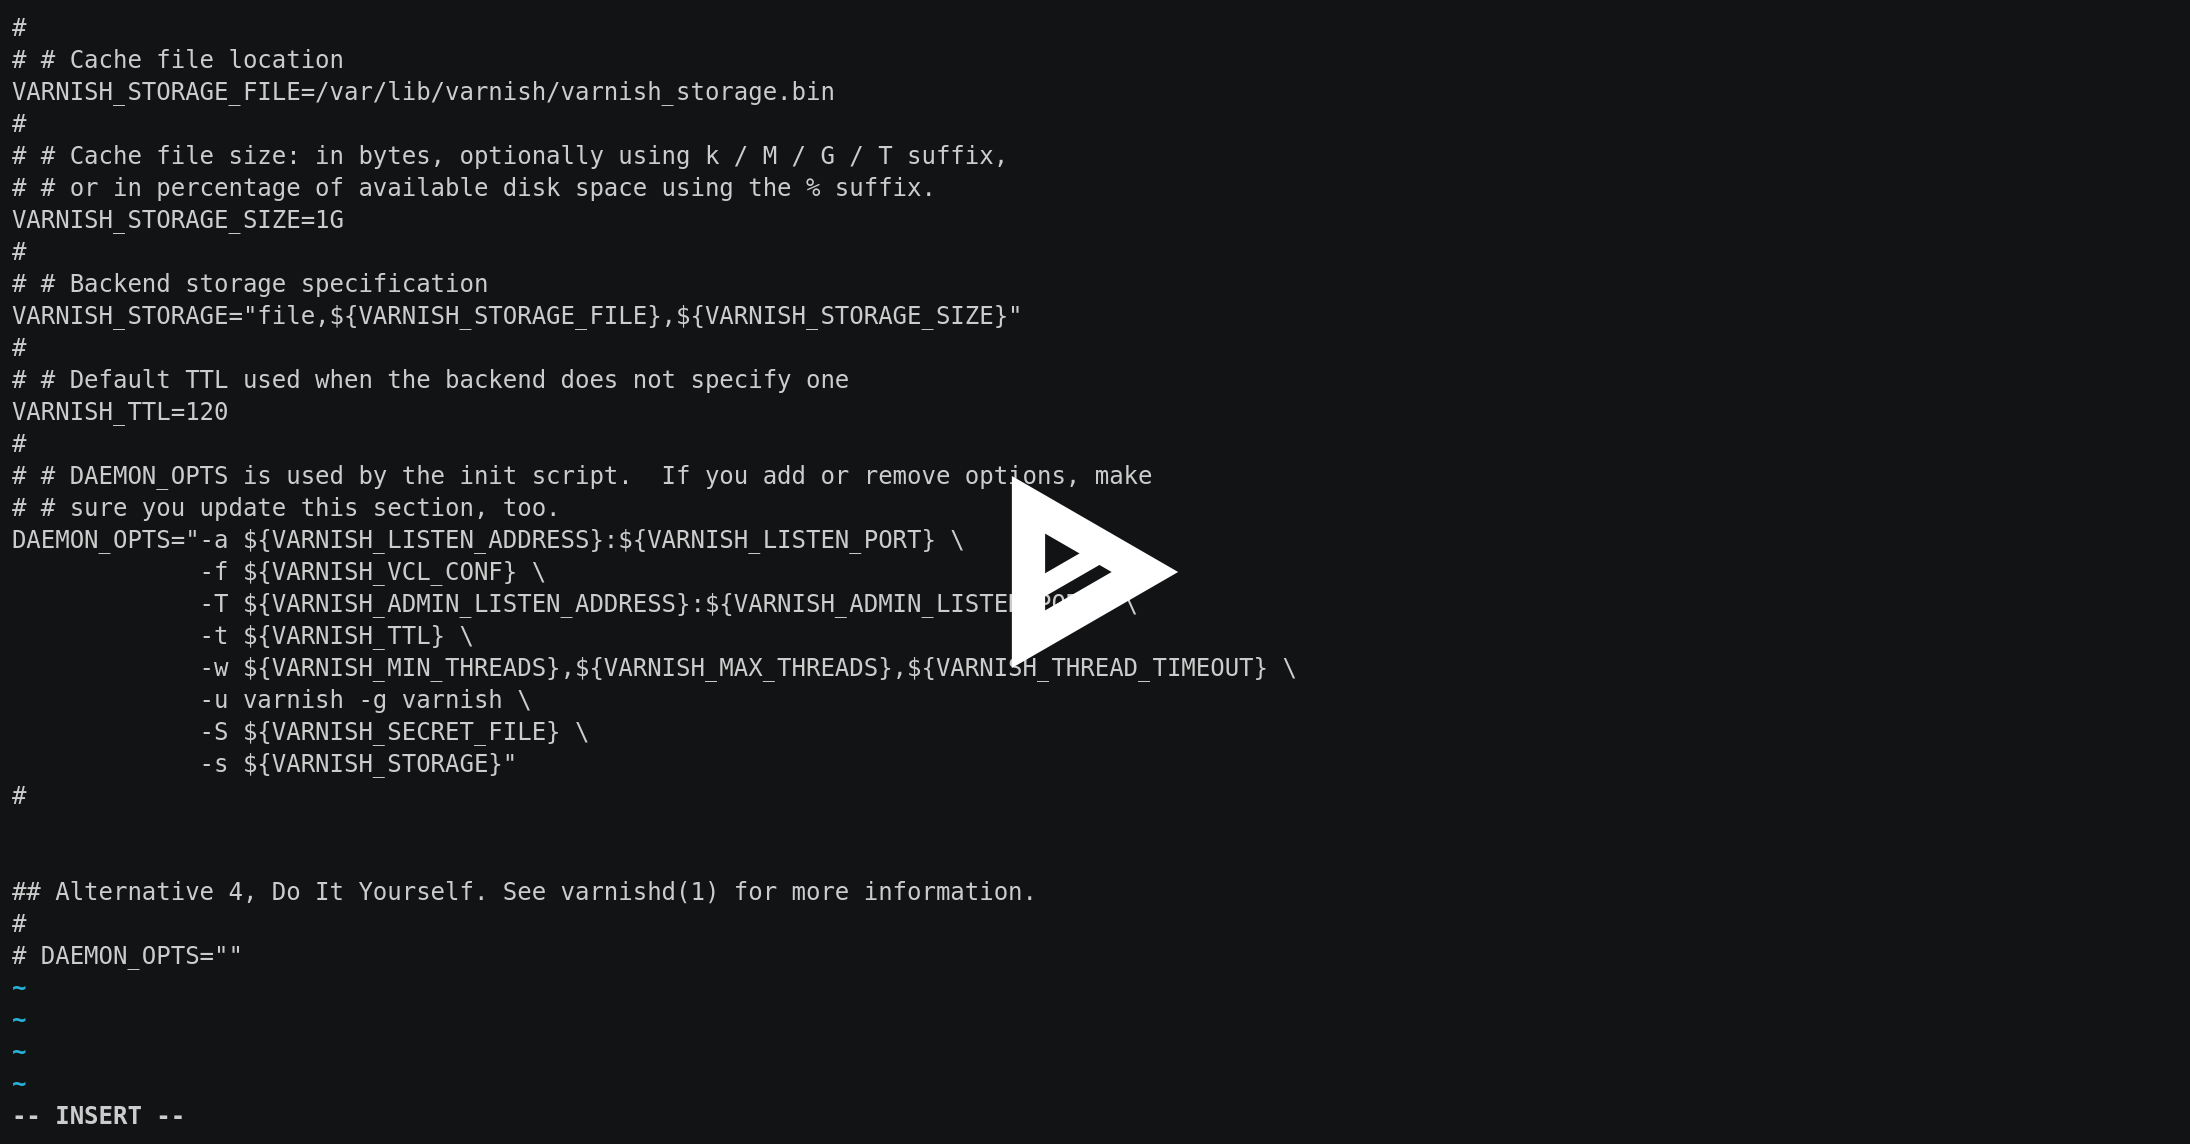 #
# # Cache file location
VARNISH_STORAGE_FILE=/var/lib/varnish/varnish_storage.bin
#
# # Cache file size: in bytes, optionally using k / M / G / T suffix,
# # or in percentage of available disk space using the % suffix.
VARNISH_STORAGE_SIZE=1G
#
# # Backend storage specification
VARNISH_STORAGE="file,${VARNISH_STORAGE_FILE},${VARNISH_STORAGE_SIZE}"
#
# # Default TTL used when the backend does not specify one
VARNISH_TTL=120
#
# # DAEMON_OPTS is used by the init script.  If you add or remove options, make
# # sure you update this section, too.
DAEMON_OPTS="-a ${VARNISH_LISTEN_ADDRESS}:${VARNISH_LISTEN_PORT} \
             -f ${VARNISH_VCL_CONF} \
             -T ${VARNISH_ADMIN_LISTEN_ADDRESS}:${VARNISH_ADMIN_LISTEN \
             -t ${VARNISH_TTL} \
             -w ${VARNISH_MIN_THREADS},${VARNISH_MAX_THREADS},${VARNISH_THREAD_TIMEOUT} \
             -u varnish -g varnish \
             -S ${VARNISH_SECRET_FILE} \
             -s ${VARNISH_STORAGE}"
#
## Alternative 4, Do It Yourself. See varnishd(1) for more information.
#
# DAEMON_OPTS=""
~
~
~
~
-- INSERT --